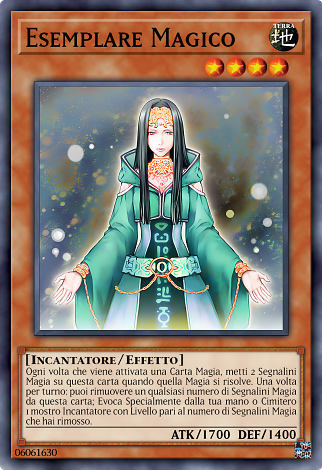 Esemplare Magico
TERRA
地
[Incantatore/Effetto]
Ogni volta che viene attivata una Carta Magia, metti 2 Segnalini
Magia su questa carta quando quella Magia si risolve. Una volta
per turno: puoi rimuovere un qualsiasi numero di Segnalini Magia
da questa carta; Evoca Specialmente dalla tua mano o Cimitero
1 mostro Incantatore con Livello pari al numero di Segnalini Magia
che hai rimosso.
ATK/1700 DEF/1400
06061630